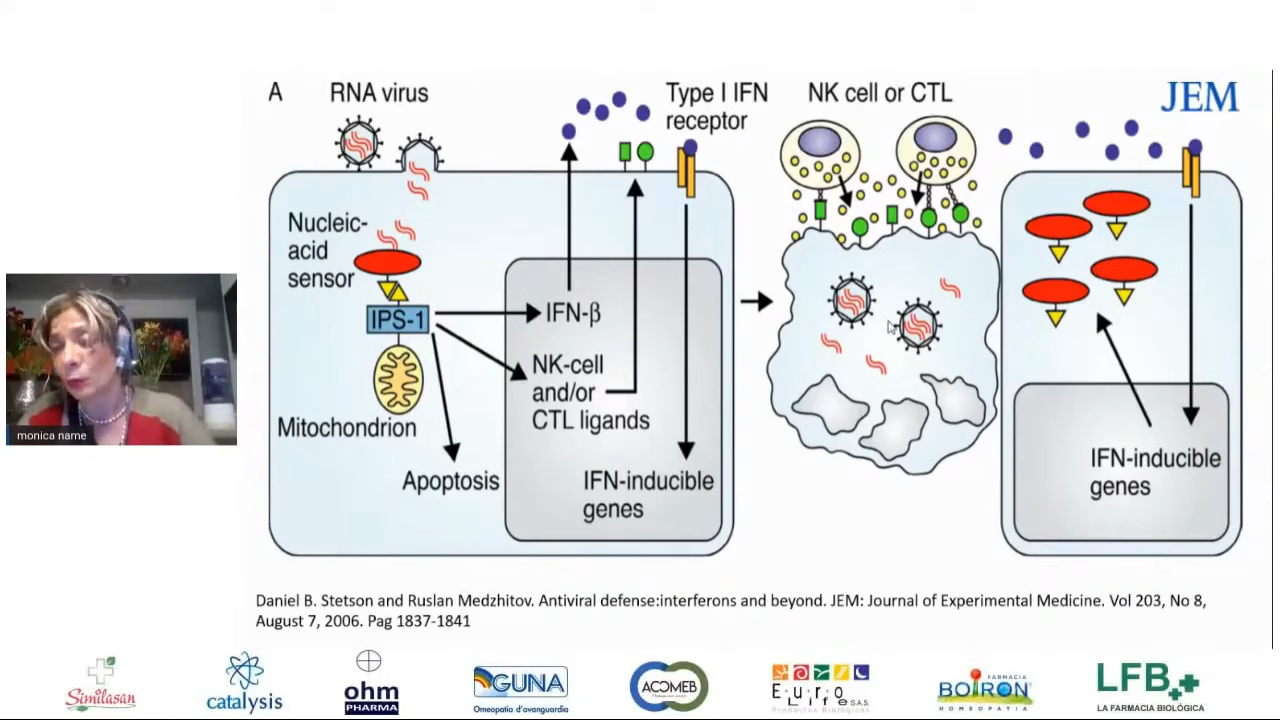 A
RNA virus
Type I IFN
receptor
NK cell or CTL
JEM
Nucleic-
acid
sensor
IPS-1
IFN-β
NK-cell
and/or
CTL ligands
Mitochondrion
Apoptosis
IFN-inducible
genes
IFN-inducible
genes
monica name
Daniel B. Stetson and Ruslan Medzhitov. Antiviral defense:interferons and beyond. JEM: Journal of Experimental Medicine. Vol 203, No 8,
August 7, 2006. Pag 1837-1841
Similasan
catalysis
ohm
PHARMA
GUNA
Omeopatia d'avanguardia
ACOMEB
Euro
Life S.A.S.
Productos Biológicos
FARMACIA
BOIRON
HOMEOPATIA
LFB
LA FARMACIA BIOLÓGICA